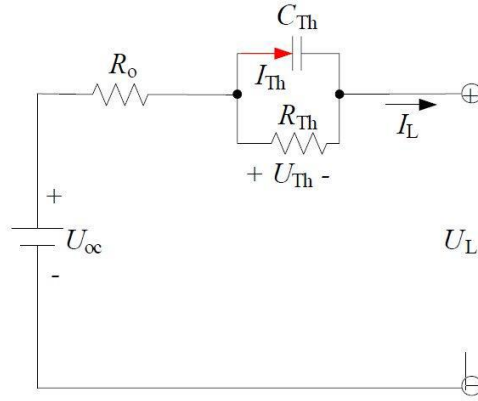 C_Th
R_o
I_Th
R_Th
I_L
+ U_Th -
+
U_oc
U_L
-